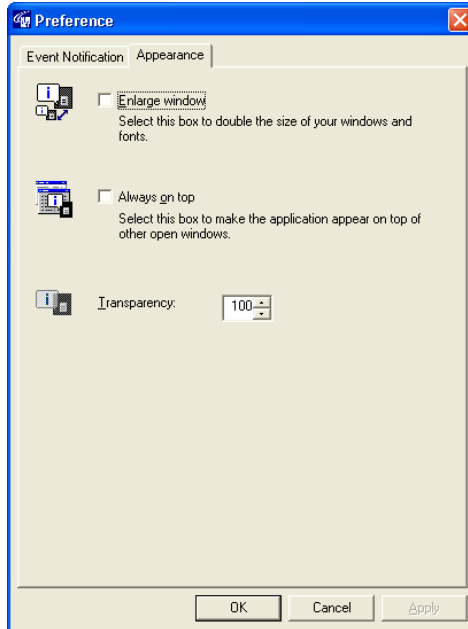 Preference
Event Notification Appearance
Enlarge window
Select this box to double the size of your windows and
fonts.
Always on top
Select this box to make the application appear on top of
other open windows.
Transparency: 100
OK Cancel Apply